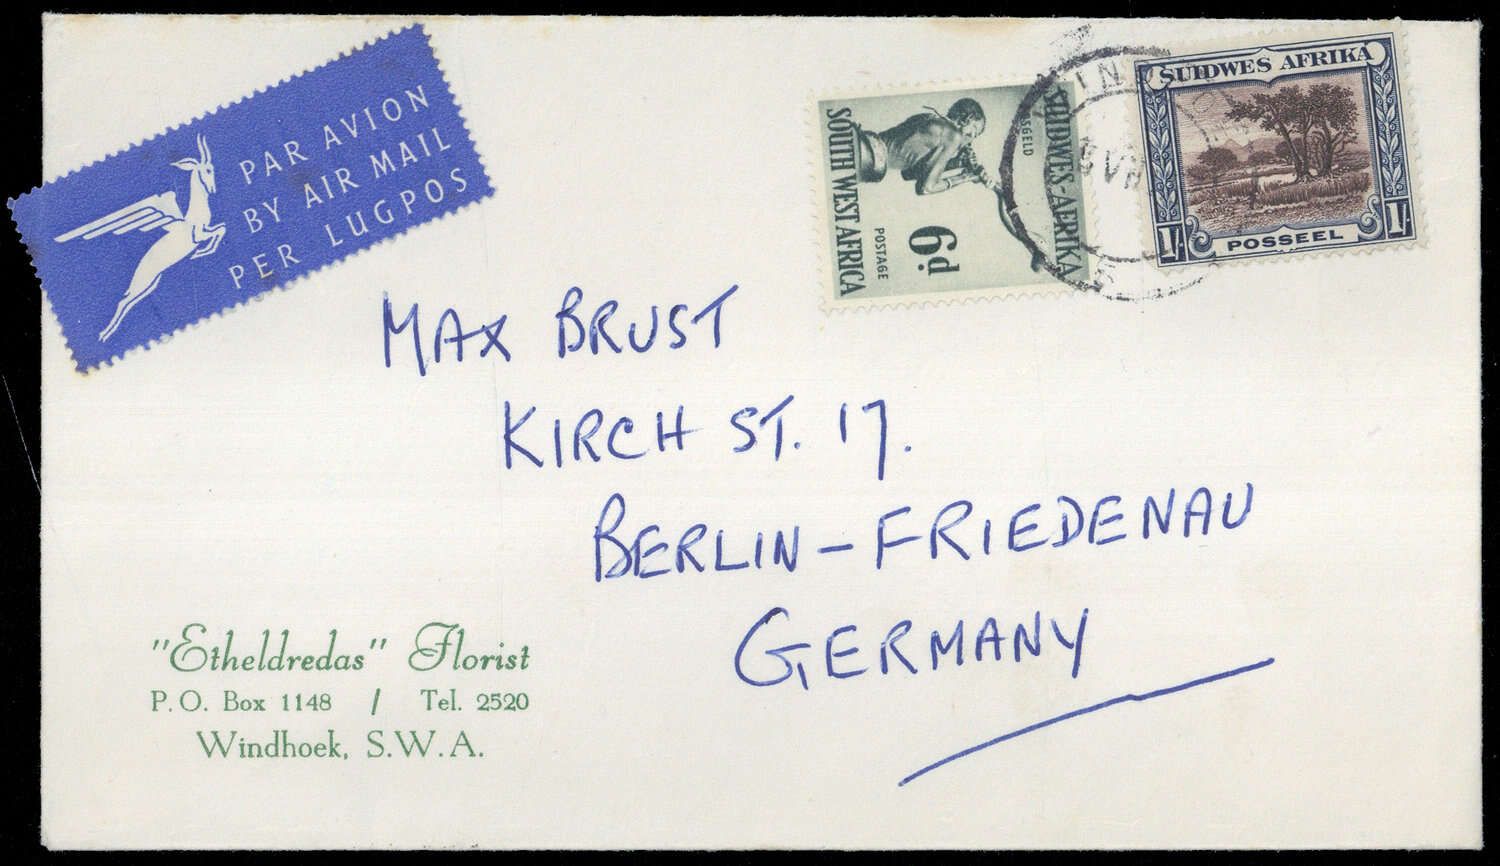 PAR AVION
BY AIR MAIL
PER LUGPOS
SOUTH WEST AFRICA
POSTAGE
6d
SUIDWES-AFRIKA
SUIDWES AFRIKA
1/- POSSEEL 1/-
MAX BRUST
KIRCH ST. 17.
BERLIN-FRIEDENAU
GERMANY
"Etheldredas" Florist
P.O. Box 1148 / Tel. 2520
Windhoek, S.W.A.